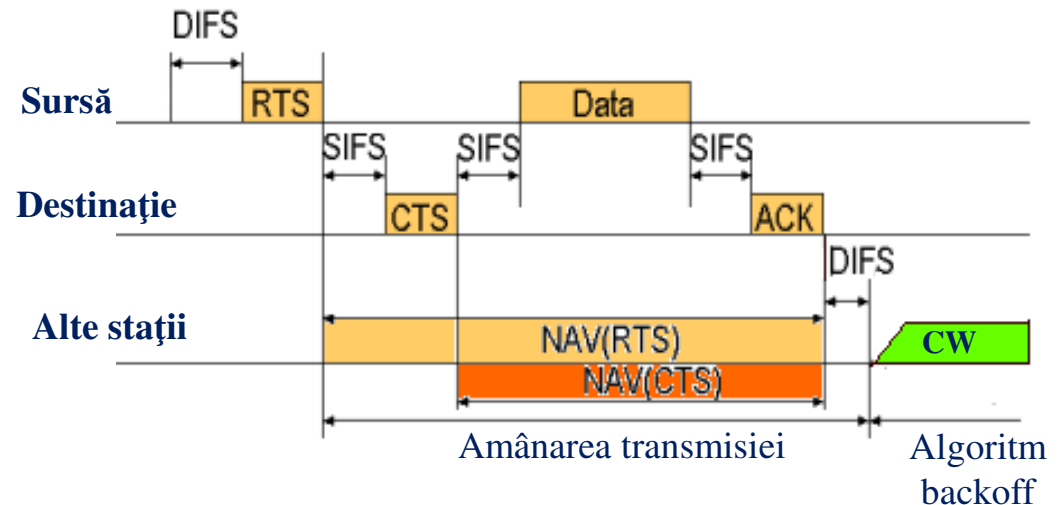 DIFS
Sursă
RTS
Data
SIFS
SIFS
SIFS
Destinaţie
CTS
ACK
DIFS
Alte staţii
NAV(RTS)
CW
NAV(CTS)
Amânarea transmisiei
Algoritm
backoff